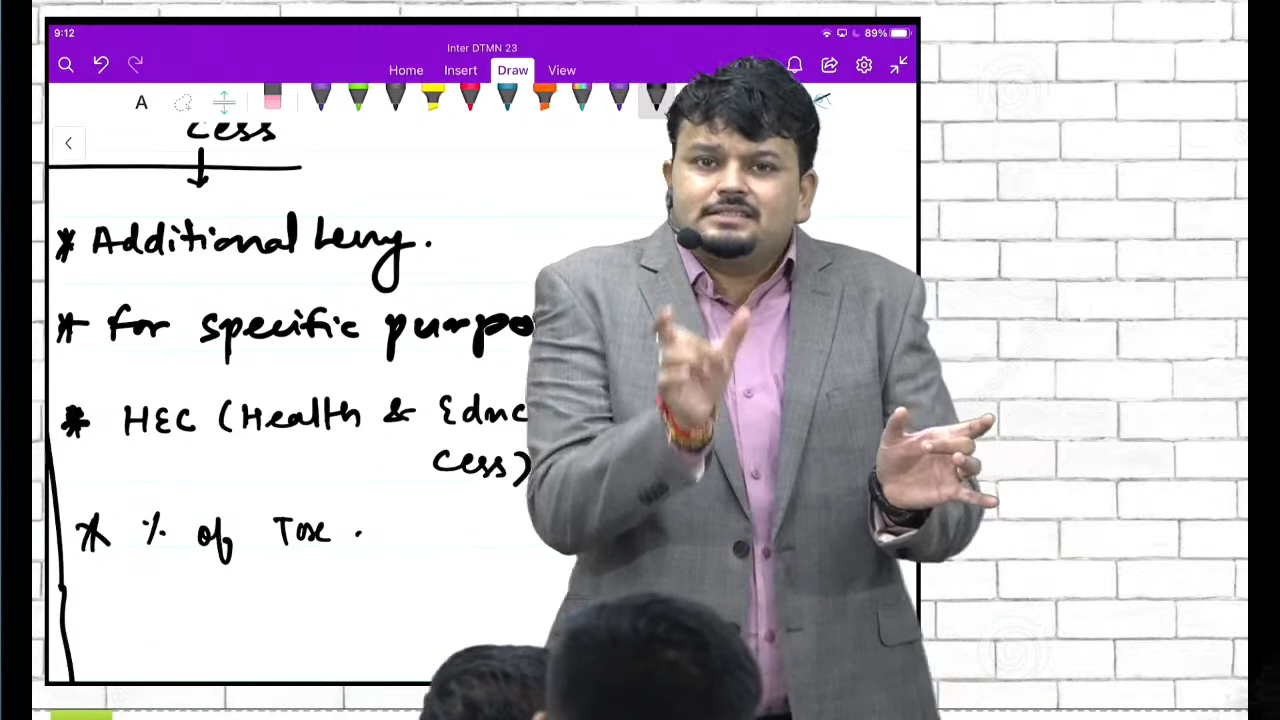 9:12
89%
Inter DTMN 23
Home Insert Draw View
A
Cess
* Additional Levy.
* for specific purpo
* HEC (Health & Educ
Cess)
* % of Tax.